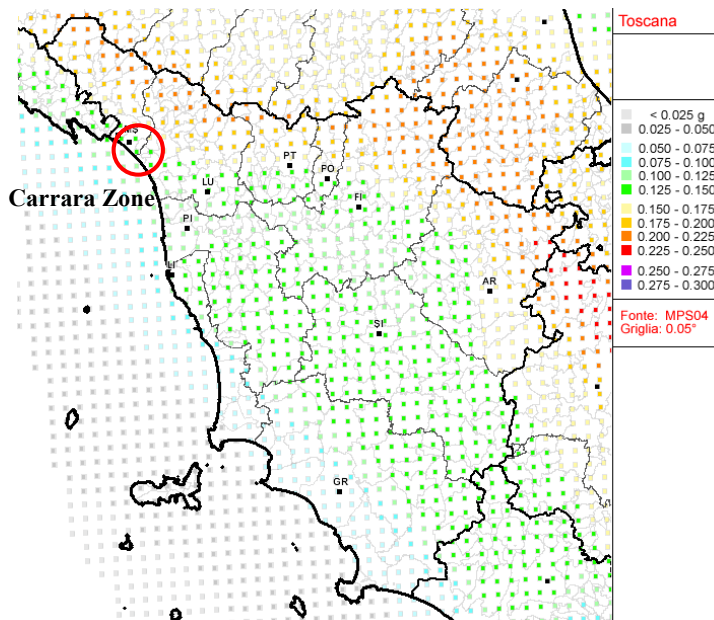 Toscana
< 0.025 g
0.025 - 0.050
0.050 - 0.075
0.075 - 0.100
0.100 - 0.125
0.125 - 0.150
0.150 - 0.175
0.175 - 0.200
0.200 - 0.225
0.225 - 0.250
0.250 - 0.275
0.275 - 0.300
Fonte: MPS04
Griglia: 0.05°
MS
Carrara Zone
LU
PT
PO
FI
PI
LI
AR
SI
GR